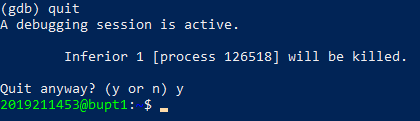 (gdb) quit
A debugging session is active.
Inferior 1 [process 126518] will be killed.
Quit anyway? (y or n) y
2019211453@bupt1: $